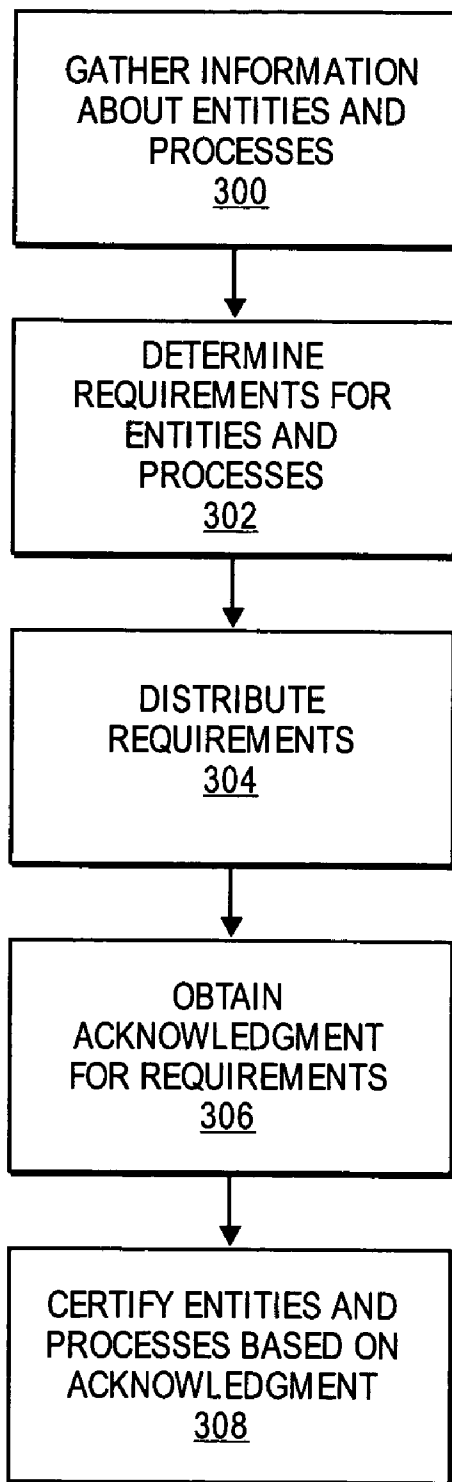 GATHER INFORMATION
ABOUT ENTITIES AND
PROCESSES
300
DETERMINE
REQUIREMENTS FOR
ENTITIES AND
PROCESSES
302
DISTRIBUTE
REQUIREMENTS
304
OBTAIN
ACKNOWLEDGMENT
FOR REQUIREMENTS
306
CERTIFY ENTITIES AND
PROCESSES BASED ON
ACKNOWLEDGMENT
308